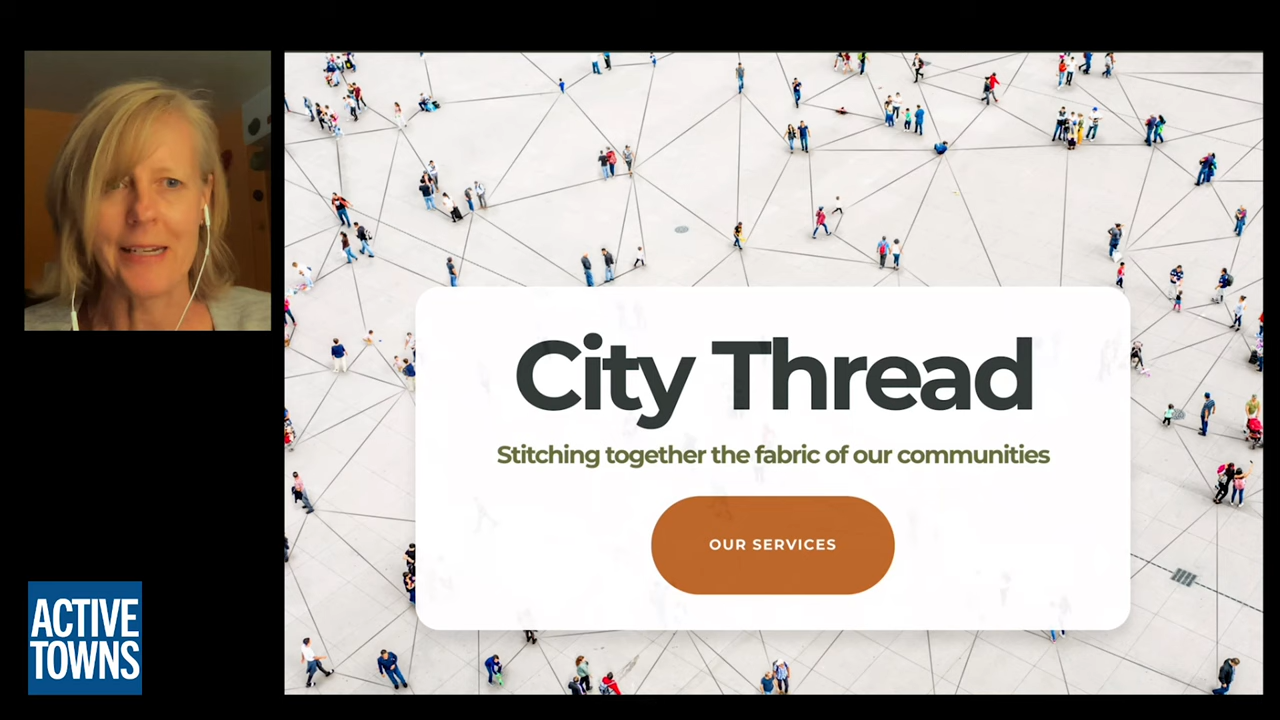 City Thread
Stitching together the fabric of our communities
OUR SERVICES
ACTIVE
TOWNS